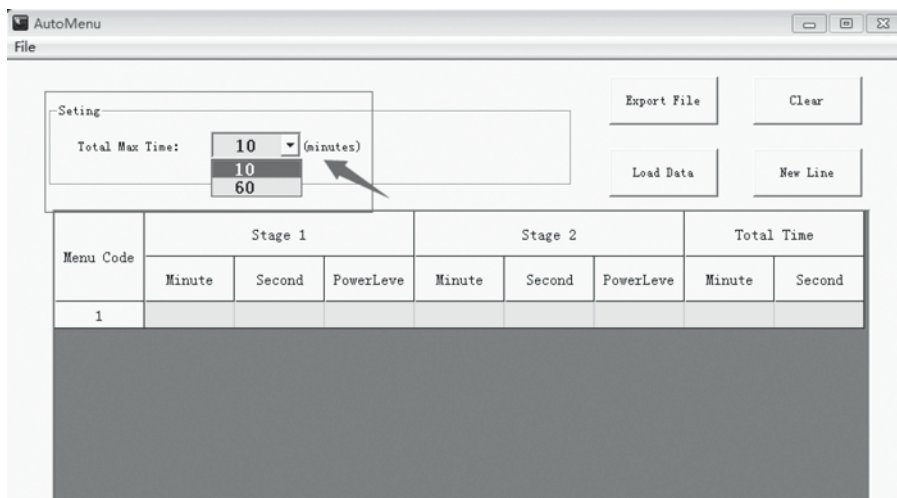 AutoMenu
File
Seting
Total Max Time: 10 (minutes)
10
60
Export File Clear
Load Data New Line
Menu Code Stage 1 Stage 2 Total Time
Minute Second PowerLeve Minute Second PowerLeve Minute Second
1